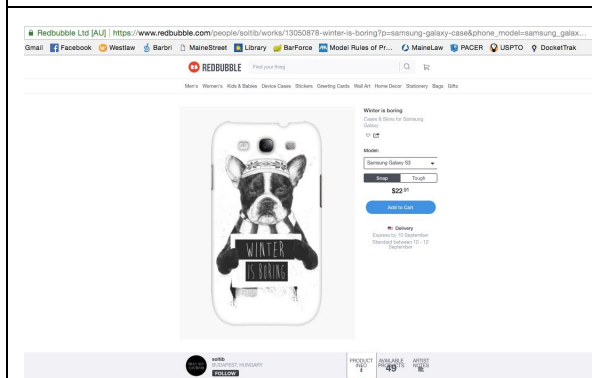 Redbubble Ltd [AU] | https://www.redbubble.com/people/soltib/works/13050878-winter-is-boring?p=samsung-galaxy-case&phone_model=samsung_galax...
Gmail Facebook Westlaw Barbri MaineStreet Library BarForce Model Rules of Pr... MaineLaw PACER USPTO DocketTrak
REDBUBBLE Find your thing
Men's Women's Kids & Babies Device Cases Stickers Greeting Cards Wall Art Home Decor Stationery Bags Gifts
Winter is boring
Cases & Skins for Samsung
Galaxy
Model:
Samsung Galaxy S3
Snap Tough
$22.91
Add to Cart
Delivery
Express by 10 September
Standard between 10 - 12
September
WINTER
IS BORING
soltib
BUDAPEST, HUNGARY
FOLLOW
PRODUCT INFO
AVAILABLE PRODUCTS
49
ARTIST NOTES